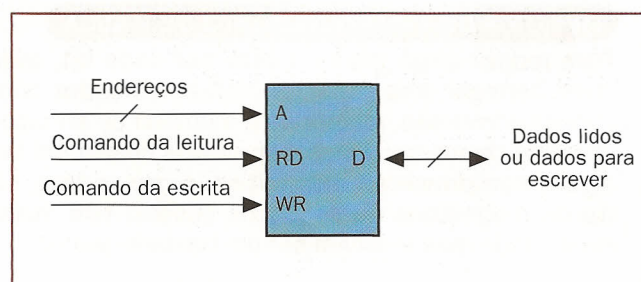 Endereços
A
Comando da leitura
RD
D
Dados lidos
ou dados para
escrever
Comando da escrita
WR